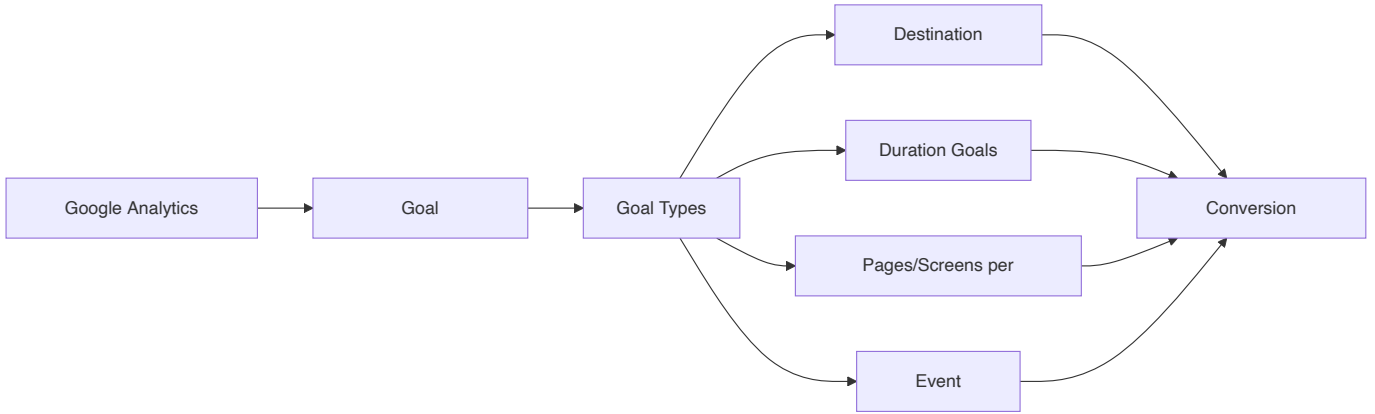 Google Analytics
Goal
Goal Types
Destination
Duration Goals
Pages/Screens per
Event
Conversion